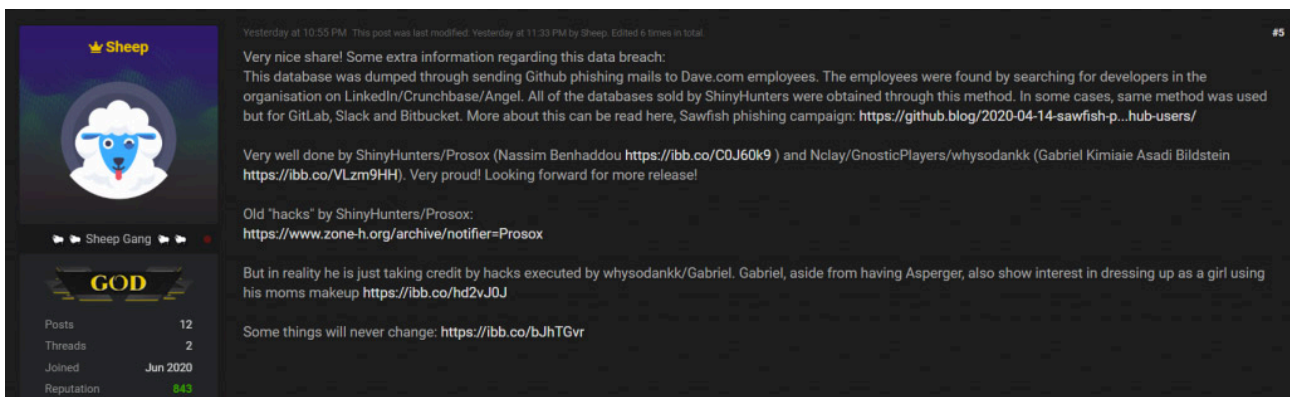 Sheep
Sheep Gang
GOD
Posts 12
Threads 2
Joined Jun 2020
Reputation 843
Yesterday at 10:55 PM This post was last modified: Yesterday at 11:33 PM by Sheep. Edited 6 times in total.
#5
Very nice share! Some extra information regarding this data breach:
This database was dumped through sending Github phishing mails to Dave.com employees. The employees were found by searching for developers in the
organisation on LinkedIn/Crunchbase/Angel. All of the databases sold by ShinyHunters were obtained through this method. In some cases, same method was used
but for GitLab, Slack and Bitbucket. More about this can be read here, Sawfish phishing campaign: https://github.blog/2020-04-14-sawfish-p...hub-users/
Very well done by ShinyHunters/Prosox (Nassim Benhaddou https://ibb.co/C0J60k9 ) and Nclay/GnosticPlayers/whysodankk (Gabriel Kimiaie Asadi Bildstein
https://ibb.co/VLzm9HH). Very proud! Looking forward for more release!
Old "hacks" by ShinyHunters/Prosox:
https://www.zone-h.org/archive/notifier=Prosox
But in reality he is just taking credit by hacks executed by whysodankk/Gabriel. Gabriel, aside from having Asperger, also show interest in dressing up as a girl using
his moms makeup https://ibb.co/hd2vJ0J
Some things will never change: https://ibb.co/bJhTGvr